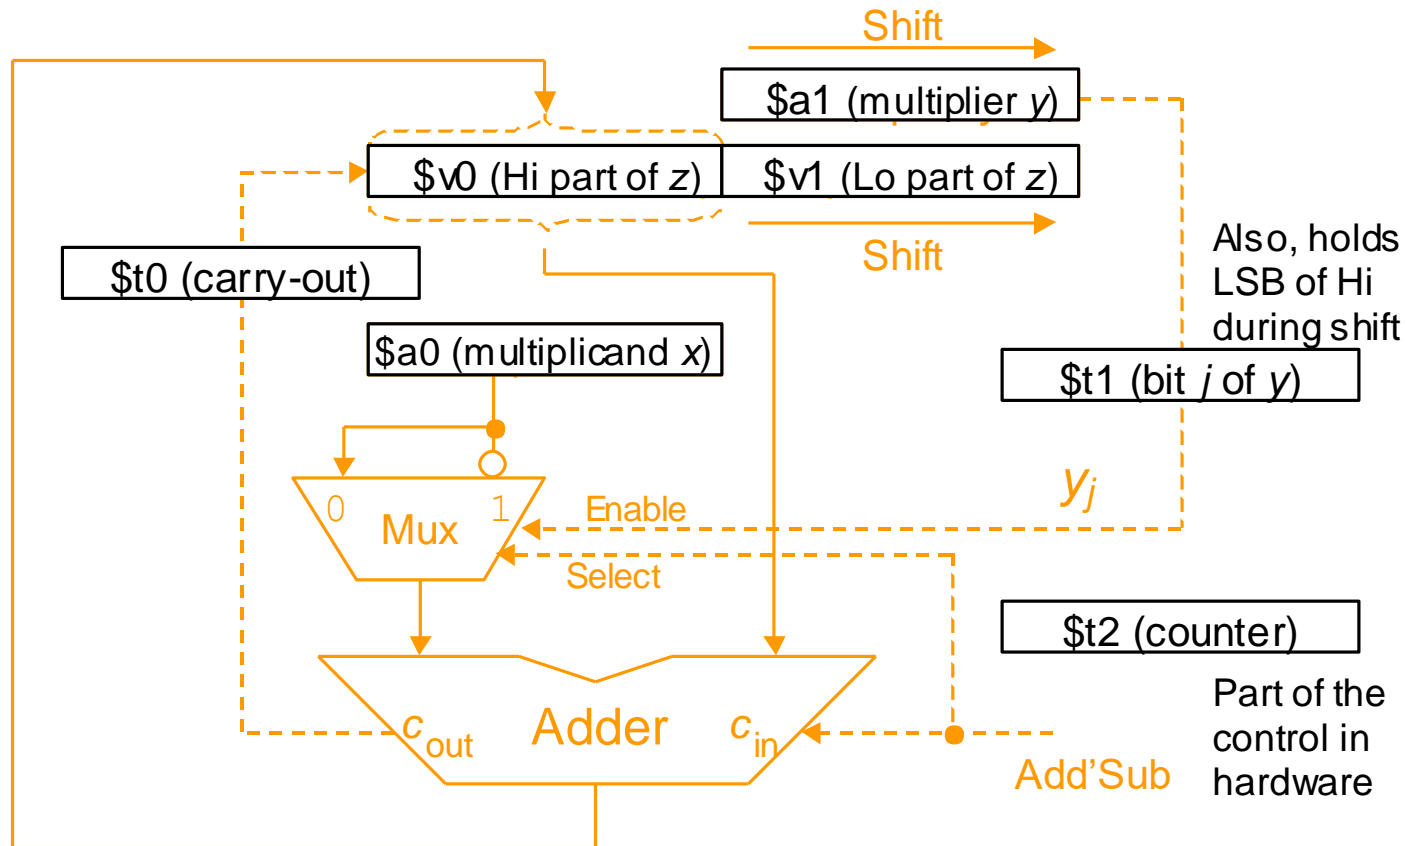 Shift
$a1 (multiplier y)
$v0 (Hi part of z)
$v1 (Lo part of z)
Shift
Also, holds
LSB of Hi
during shift
$t0 (carry-out)
$a0 (multiplicand x)
$t1 (bit j of y)
0
1
Mux
Enable
yj
Select
$t2 (counter)
Part of the
control in
hardware
cout
Adder
cin
Add’Sub